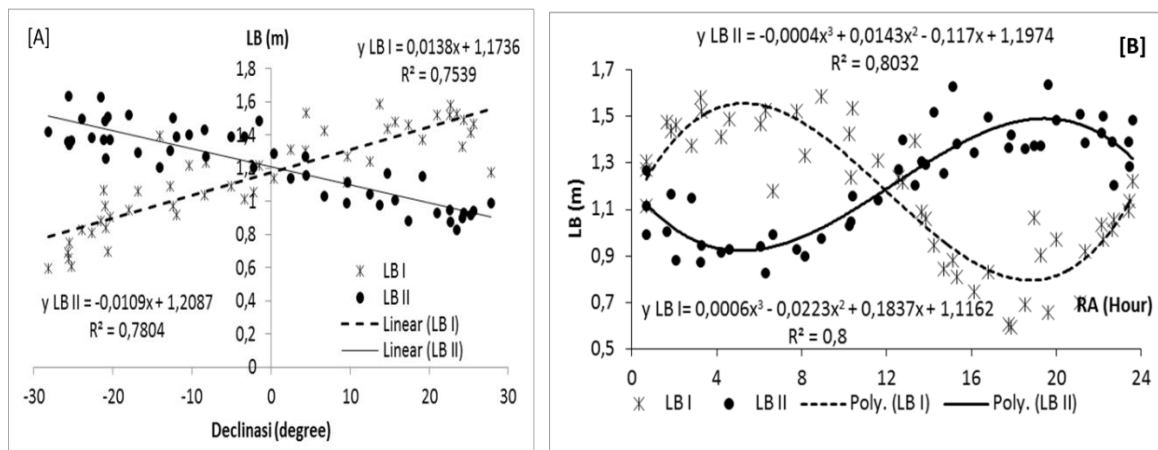 [A]
LB (m)
y LB I = 0,0138x + 1,1736
R² = 0,7539
1,8
1,6
1,4
1,2
1
0,8
0,6
0,4
0,2
0
y LB II = -0,0109x + 1,2087
R² = 0,7804
LB I
LB II
Linear (LB I)
Linear (LB II)
-30 -20 -10 0 10 20 30
Declinasi (degree)
[B]
y LB II = -0,0004x³ + 0,0143x² - 0,117x + 1,1974
R² = 0,8032
1,7
1,5
1,3
1,1
0,9
0,7
0,5
LB (m)
y LB I= 0,0006x³ - 0,0223x² + 0,1837x + 1,1162
R² = 0,8
RA (Hour)
0 4 8 12 16 20 24
LB I LB II Poly. (LB I) Poly. (LB II)